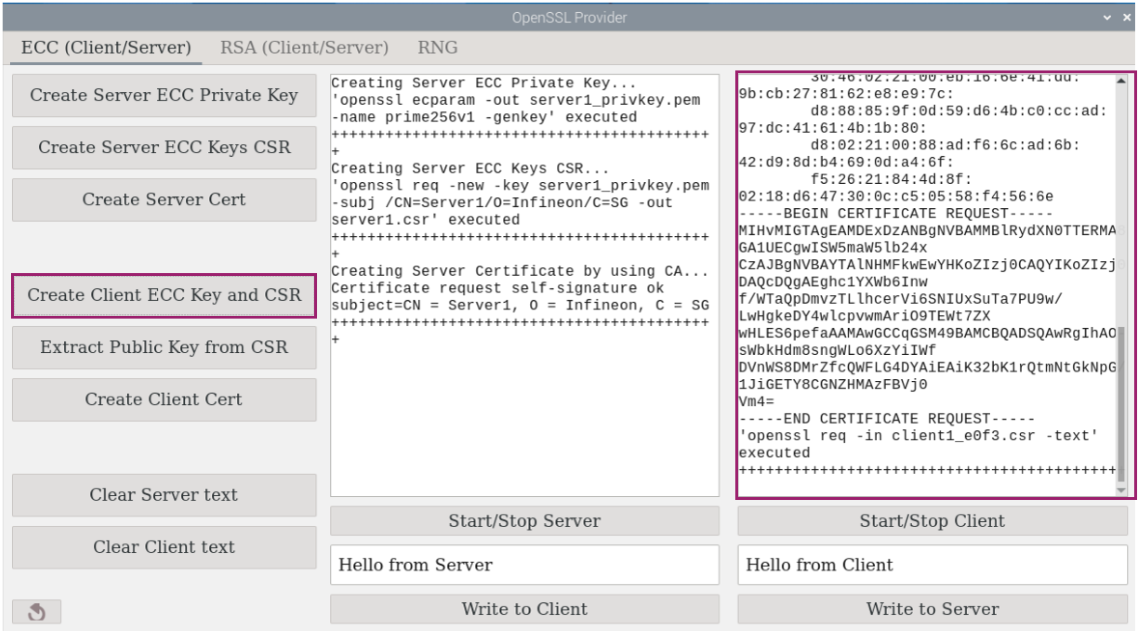 OpenSSL Provider
ECC (Client/Server)
RSA (Client/Server)
RNG
Create Server ECC Private Key
Create Server ECC Keys CSR
Create Server Cert
Create Client ECC Key and CSR
Extract Public Key from CSR
Create Client Cert
Clear Server text
Clear Client text
Creating Server ECC Private Key...
'openssl ecparam -out server1_privkey.pem
-name prime256v1 -genkey' executed
++++++++++++++++++++++++++++++++++++++++++
+
Creating Server ECC Keys CSR...
'openssl req -new -key server1_privkey.pem
-subj /CN=Server1/O=Infineon/C=SG -out
server1.csr' executed
++++++++++++++++++++++++++++++++++++++++++
+
Creating Server Certificate by using CA...
Certificate request self-signature ok
subject=CN = Server1, O = Infineon, C = SG
++++++++++++++++++++++++++++++++++++++++++
+
Start/Stop Server
Hello from Server
Write to Client
30:46:02:21:00:eb:16:6e:41:dd:
9b:cb:27:81:62:e8:e9:7c:
d8:88:85:9f:0d:59:d6:4b:c0:cc:ad:
97:dc:41:61:4b:1b:80:
d8:02:21:00:88:ad:f6:6c:ad:6b:
42:d9:8d:b4:69:0d:a4:6f:
f5:26:21:84:4d:8f:
02:18:d6:47:30:0c:c5:05:58:f4:56:6e
-----BEGIN CERTIFICATE REQUEST-----
MIHvMIGTAgEAMDExDzANBgNVBAMMBlRydXN0TTERMA
GA1UECgwISW5maW5lb24x
CzAJBgNVBAYTAlNHMFkwEwYHKoZIzj0CAQYIKoZIzj
DAQcDQgAEghc1YXWb6Inw
f/WTaQpDmvzTLlhcerVi6SNIUxSuTa7PU9w/
LwHgkeDY4wlcpvwmAriO9TEWt7ZX
wHLES6pefaAAMAwGCCqGSM49BAMCBQADSQAwRgIhAO
sWbkHdm8sngWLo6XzYiIWf
DVnWS8DMrZfcQWFLG4DYAiEAiK32bK1rQtmNtGkNpG
1JiGETY8CGNZHMAzFBVj0
Vm4=
-----END CERTIFICATE REQUEST-----
'openssl req -in client1_e0f3.csr -text'
executed
++++++++++++++++++++++++++++++++++++++++++
Start/Stop Client
Hello from Client
Write to Server